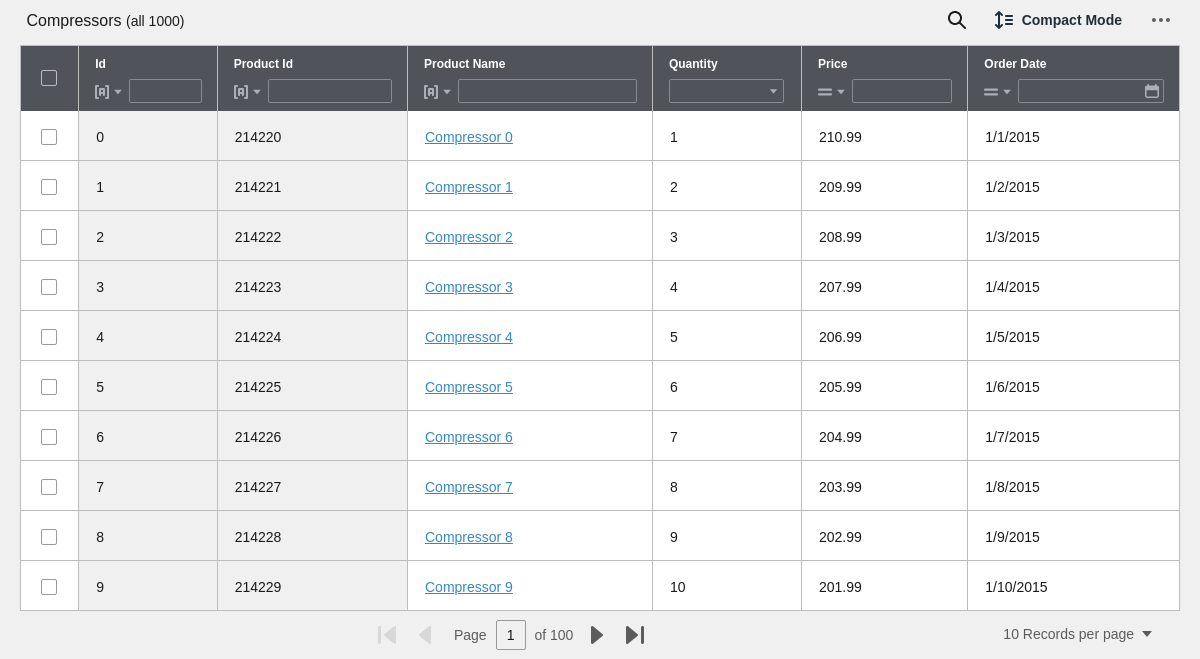 Compressors (all 1000)
Compact Mode
Id Product Id Product Name Quantity Price Order Date
0 214220 Compressor 0 1 210.99 1/1/2015
1 214221 Compressor 1 2 209.99 1/2/2015
2 214222 Compressor 2 3 208.99 1/3/2015
3 214223 Compressor 3 4 207.99 1/4/2015
4 214224 Compressor 4 5 206.99 1/5/2015
5 214225 Compressor 5 6 205.99 1/6/2015
6 214226 Compressor 6 7 204.99 1/7/2015
7 214227 Compressor 7 8 203.99 1/8/2015
8 214228 Compressor 8 9 202.99 1/9/2015
9 214229 Compressor 9 10 201.99 1/10/2015
Page 1 of 100
10 Records per page